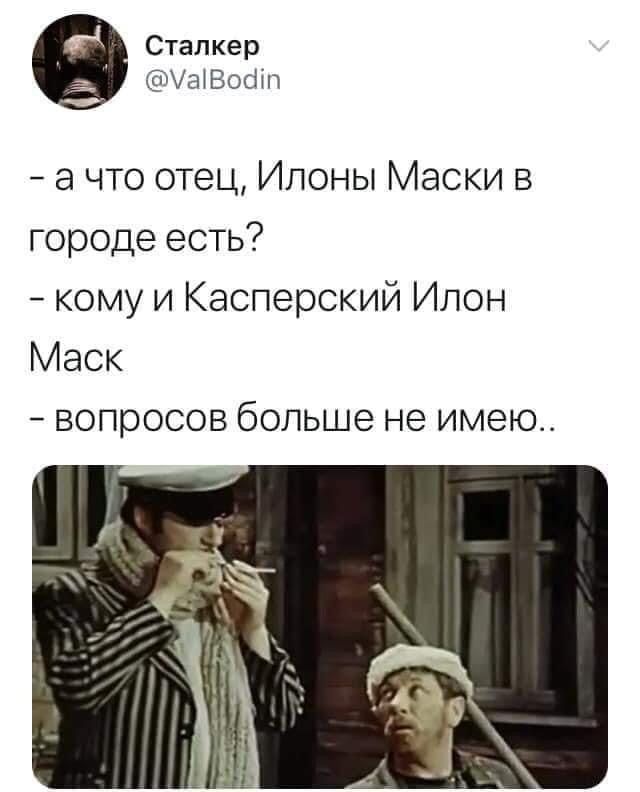 Сталкер
@ValBodin
- а что отец, Илоны Маски в
городе есть?
- кому и Касперский Илон
Маск
- вопросов больше не имею..